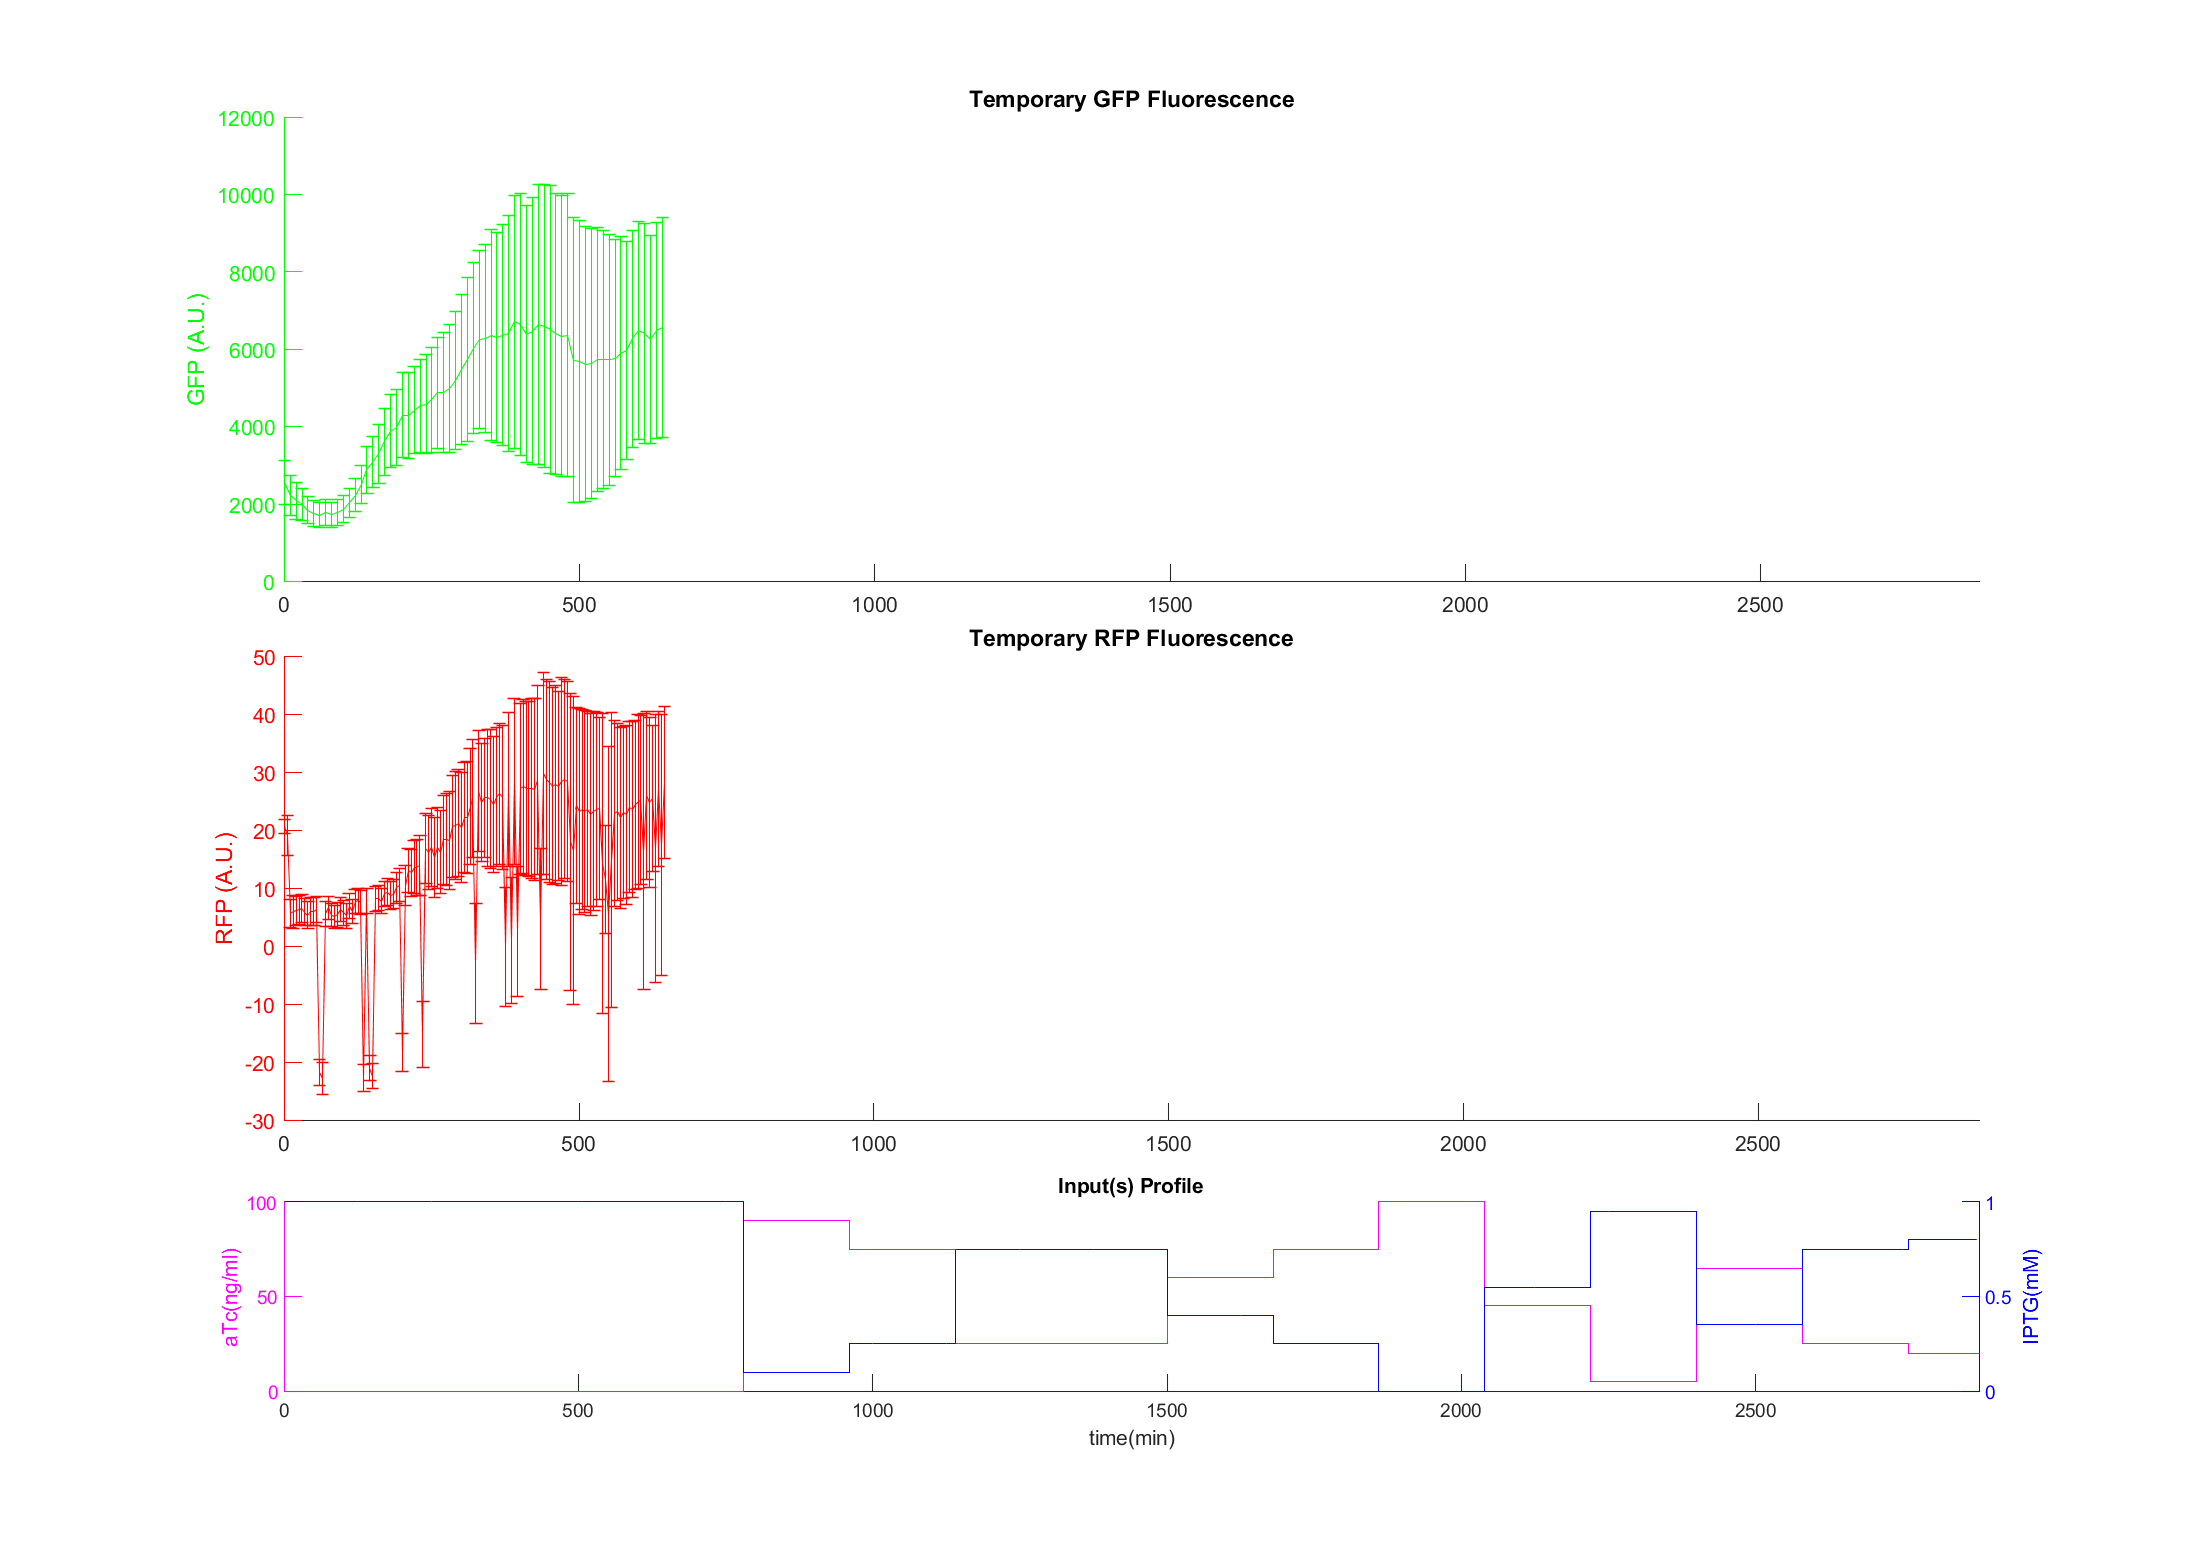 Temporary GFP Fluorescence
12000
10000
8000
6000
4000
2000
0
GFP (A.U.)
0 500 1000 1500 2000 2500
Temporary RFP Fluorescence
50
40
30
20
10
0
-10
-20
-30
RFP (A.U.)
0 500 1000 1500 2000 2500
Input(s) Profile
100
50
0
aTc(ng/ml)
1
0.5
0
IPTG(mM)
0 500 1000 1500 2000 2500
time(min)